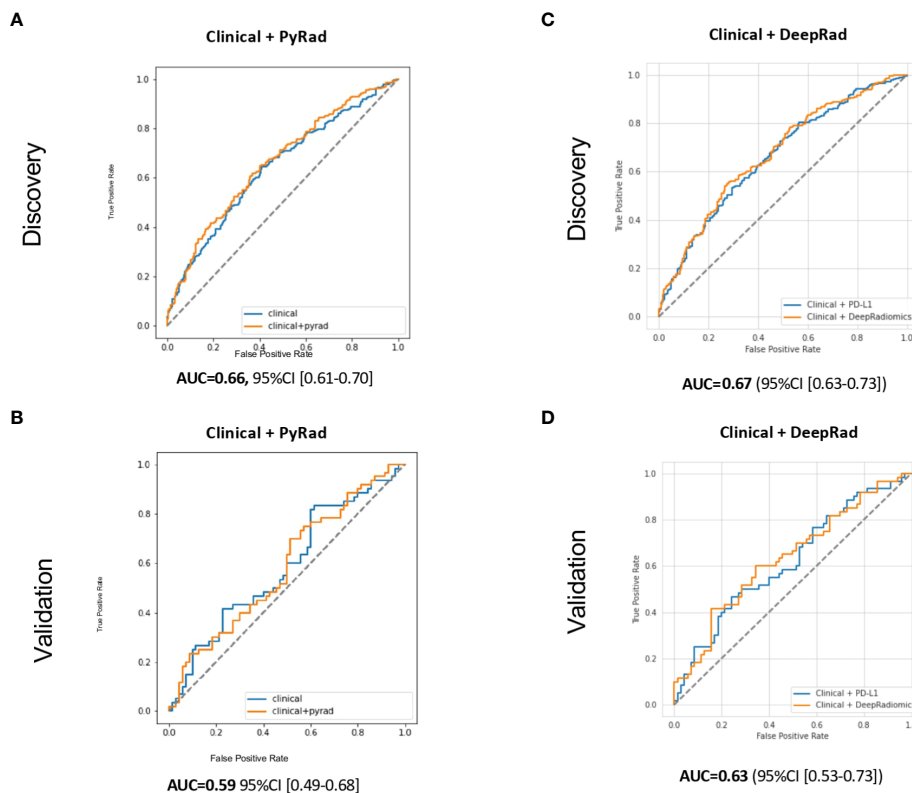 A
Clinical + PyRad
Discovery
True Positive Rate
1.0
0.8
0.6
0.4
0.2
0.0
clinical
clinical+pyrad
0.0 0.2 0.4 0.6 0.8 1.0
False Positive Rate
AUC=0.66, 95%CI [0.61-0.70]
C
Clinical + DeepRad
Discovery
True Positive Rate
1.0
0.8
0.6
0.4
0.2
0.0
Clinical + PD-L1
Clinical + DeepRadiomics
0.0 0.2 0.4 0.6 0.8 1.0
False Positive Rate
AUC=0.67 (95%CI [0.63-0.73])
B
Clinical + PyRad
Validation
True Positive Rate
1.0
0.8
0.6
0.4
0.2
0.0
clinical
clinical+pyrad
0.0 0.2 0.4 0.6 0.8 1.0
False Positive Rate
AUC=0.59 95%CI [0.49-0.68]
D
Clinical + DeepRad
Validation
True Positive Rate
1.0
0.8
0.6
0.4
0.2
0.0
Clinical + PD-L1
Clinical + DeepRadiomics
0.0 0.2 0.4 0.6 0.8 1.
False Positive Rate
AUC=0.63 (95%CI [0.53-0.73])